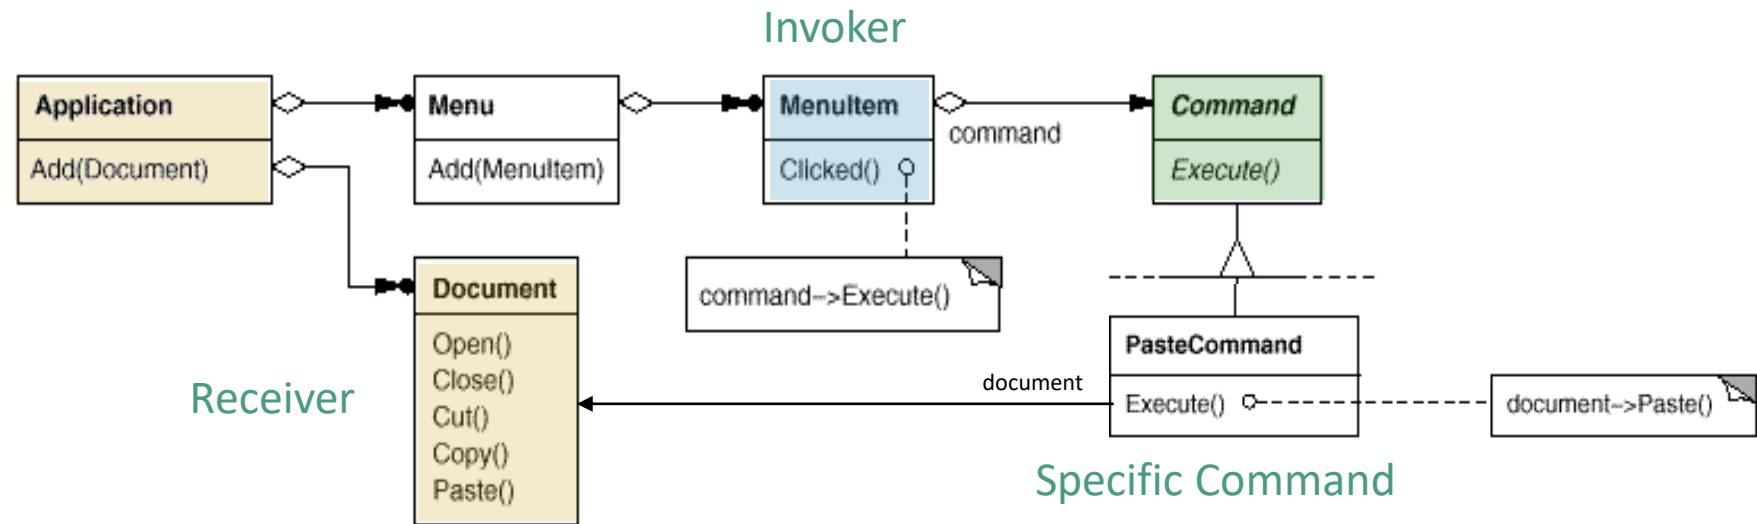 Invoker
Application
Add(Document)
Menu
Add(MenuItem)
MenuItem
Clicked()
command
Command
Execute()
command–>Execute()
Document
Open()
Close()
Cut()
Copy()
Paste()
Receiver
document
PasteCommand
Execute()
document–>Paste()
Specific Command